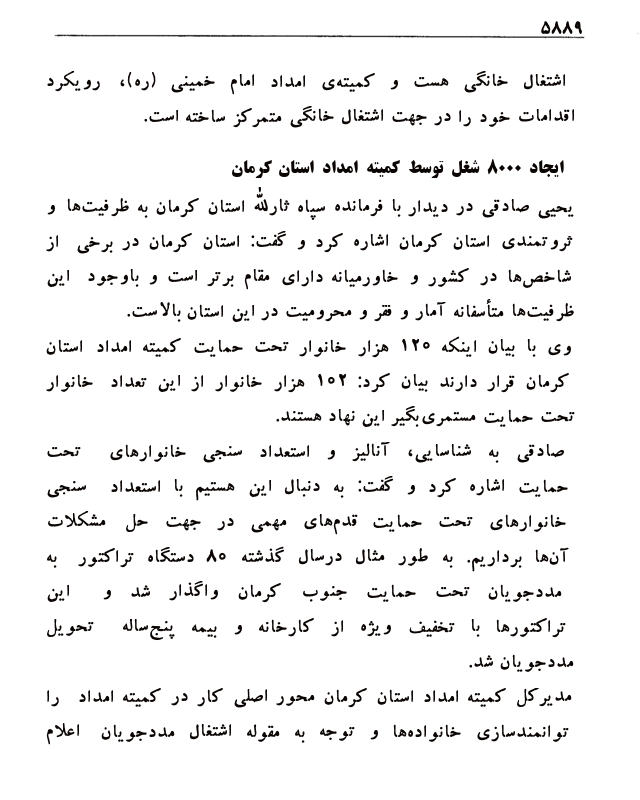 ۵۸۸۹
اشتغال خانگی هست و کمیته‌ی امداد امام خمینی (ره)، رویکرد
اقدامات خود را در جهت اشتغال خانگی متمرکز ساخته است.
ایجاد ۸۰۰۰ شغل توسط کمیته امداد استان کرمان
یحیی صادقی در دیدار با فرمانده سپاه ثارالله استان کرمان به ظرفیت‌ها و
ثروتمندی استان کرمان اشاره کرد و گفت: استان کرمان در برخی از
شاخص‌ها در کشور و خاورمیانه دارای مقام برتر است و باوجود این
ظرفیت‌ها متأسفانه آمار و فقر و محرومیت در این استان بالاست.
وی با بیان اینکه ۱۲۰ هزار خانوار تحت حمایت کمیته امداد استان
کرمان قرار دارند بیان کرد: ۱۰۲ هزار خانوار از این تعداد خانوار
تحت حمایت مستمری‌بگیر این نهاد هستند.
صادقی به شناسایی، آنالیز و استعداد سنجی خانوارهای تحت
حمایت اشاره کرد و گفت: به دنبال این هستیم با استعداد سنجی
خانوارهای تحت حمایت قدم‌های مهمی در جهت حل مشکلات
آن‌ها برداریم. به طور مثال درسال گذشته ۸۰ دستگاه تراکتور به
مددجویان تحت حمایت جنوب کرمان واگذار شد و این
تراکتورها با تخفیف ویژه از کارخانه و بیمه پنج‌ساله تحویل
مددجویان شد.
مدیرکل کمیته امداد استان کرمان محور اصلی کار در کمیته امداد را
توانمندسازی خانواده‌ها و توجه به مقوله اشتغال مددجویان اعلام